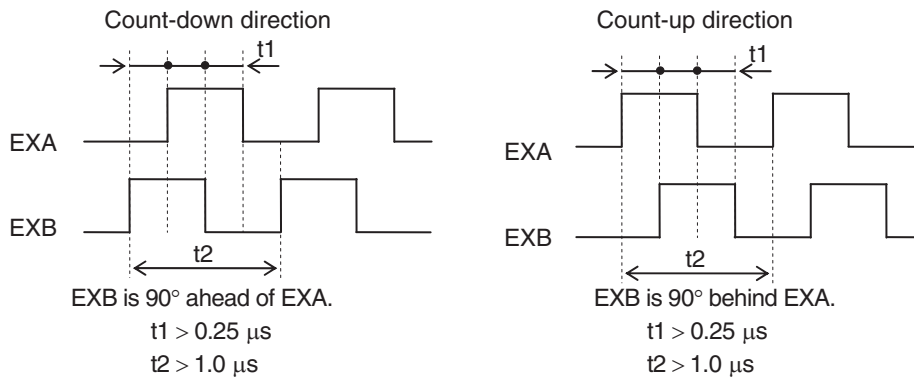 Count-down direction
t1
EXA
EXB
t2
EXB is 90° ahead of EXA.
t1 > 0.25 μs
t2 > 1.0 μs
Count-up direction
t1
EXA
EXB
t2
EXB is 90° behind EXA.
t1 > 0.25 μs
t2 > 1.0 μs